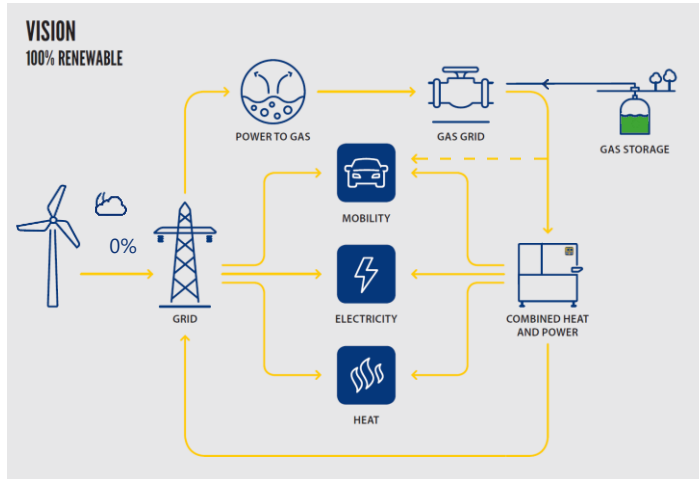 VISION
100% RENEWABLE
POWER TO GAS
GAS GRID
GAS STORAGE
MOBILITY
0%
GRID
ELECTRICITY
COMBINED HEAT
AND POWER
HEAT